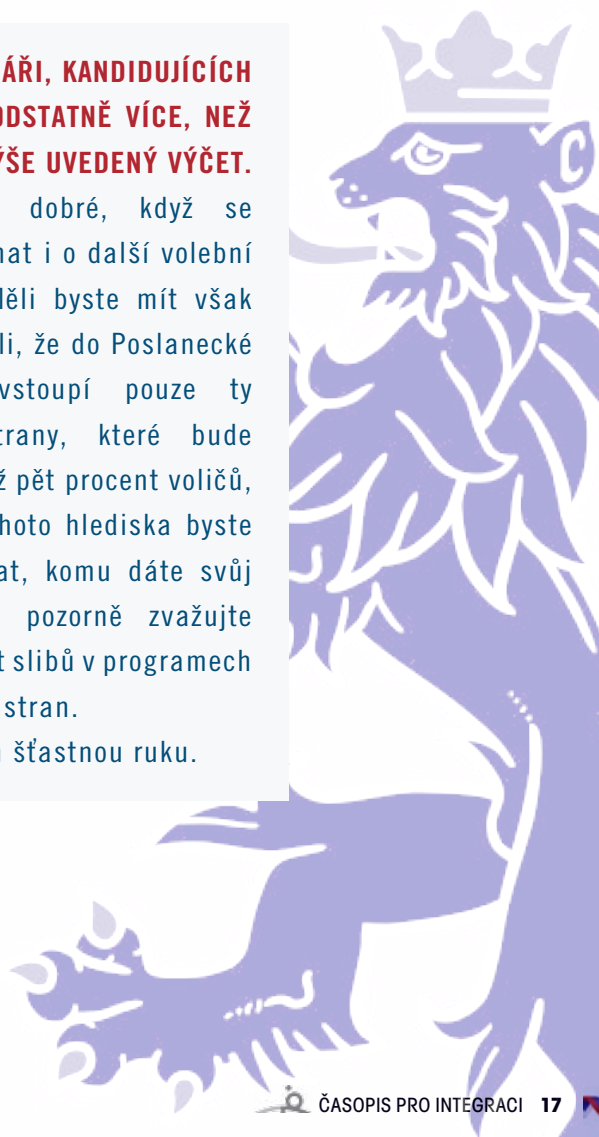 ÁŘI, KANDIDUJÍCÍCH
ODSTATNĚ VÍCE, NEŽ
ÝŠE UVEDENÝ VÝČET.
dobré, když se
nat i o další volební
děli byste mít však
li, že do Poslanecké
vstoupí pouze ty
trany, které bude
ž pět procent voličů,
hoto hlediska byste
at, komu dáte svůj
pozorně zvažujte
t slibů v programech
stran.
šťastnou ruku.
ČASOPIS PRO INTEGRACI 17